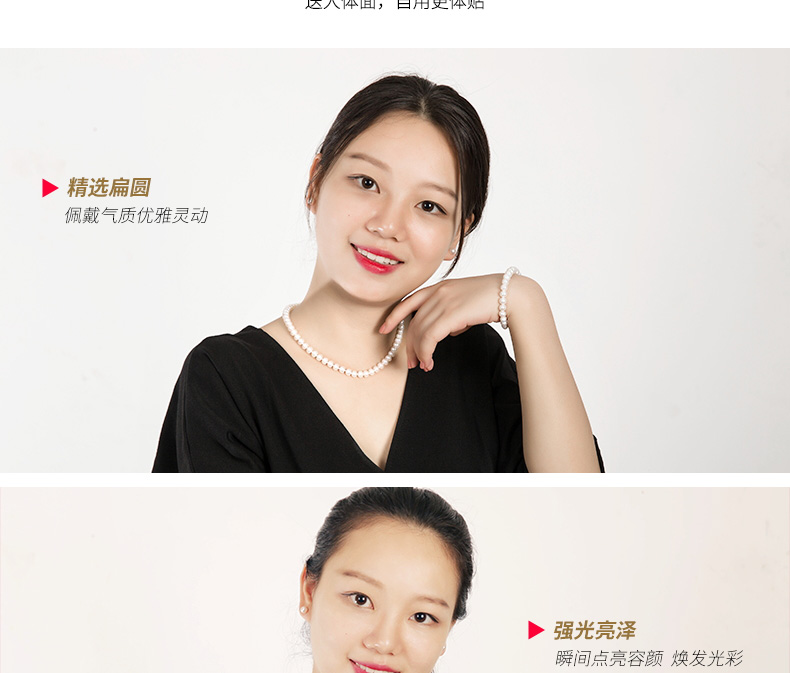 送人体面，自用更体贴
精选扁圆
佩戴气质优雅灵动
强光亮泽
瞬间点亮容颜 焕发光彩